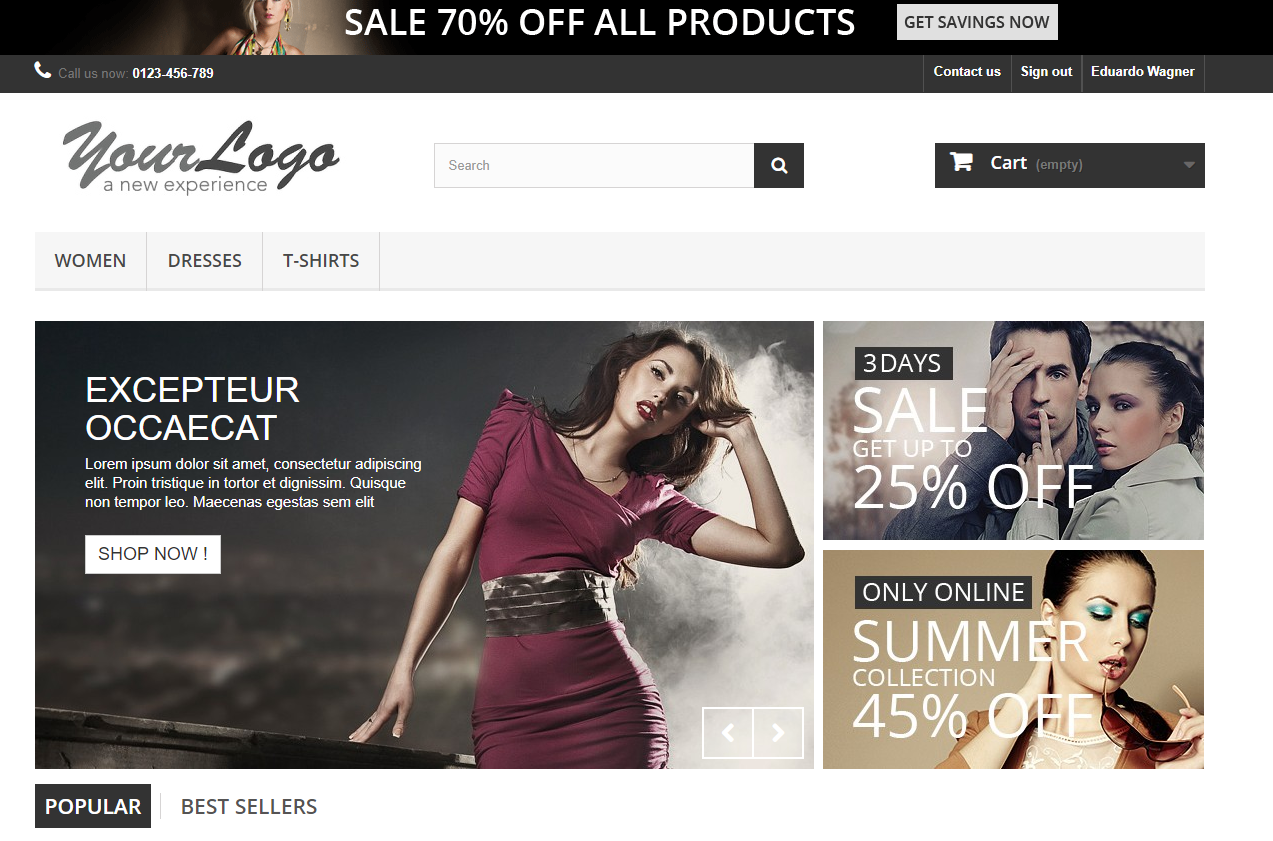 SALE 70% OFF ALL PRODUCTS GET SAVINGS NOW
Call us now: 0123-456-789 Contact us Sign out Eduardo Wagner
YourLogo
a new experience
Search
Cart (empty)
WOMEN DRESSES T-SHIRTS
EXCEPTEUR
OCCAECAT
Lorem ipsum dolor sit amet, consectetur adipiscing
elit. Proin tristique in tortor et dignissim. Quisque
non tempor leo. Maecenas egestas sem elit
SHOP NOW !
3 DAYS
SALE
GET UP TO
25% OFF
ONLY ONLINE
SUMMER
COLLECTION
45% OFF
POPULAR BEST SELLERS